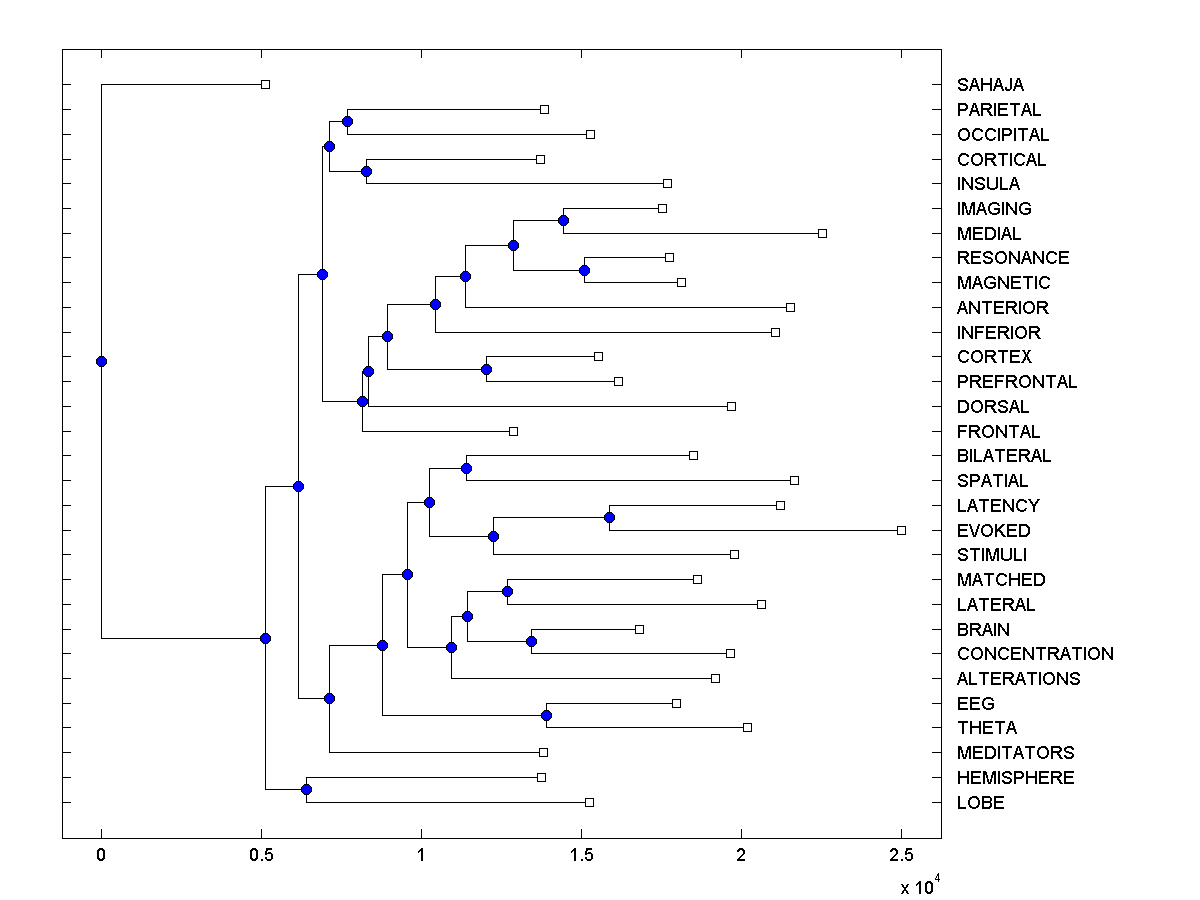 SAHAJA
PARIETAL
OCCIPITAL
CORTICAL
INSULA
IMAGING
MEDIAL
RESONANCE
MAGNETIC
ANTERIOR
INFERIOR
CORTEX
PREFRONTAL
DORSAL
FRONTAL
BILATERAL
SPATIAL
LATENCY
EVOKED
STIMULI
MATCHED
LATERAL
BRAIN
CONCENTRATION
ALTERATIONS
EEG
THETA
MEDITATORS
HEMISPHERE
LOBE
0 0.5 1 1.5 2 2.5
x 10^4